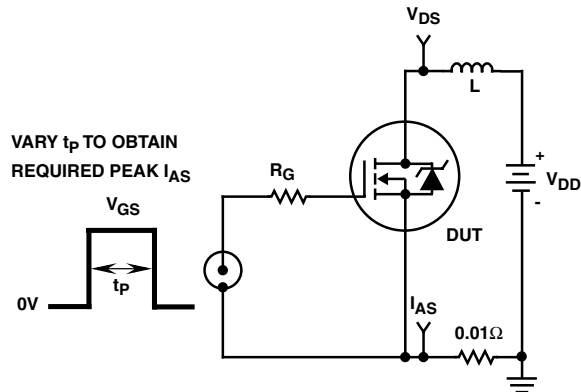 VDS
L
VARY tP TO OBTAIN
REQUIRED PEAK IAS
RG
+
VDD
-
VGS
DUT
tP
0V
IAS
0.01Ω